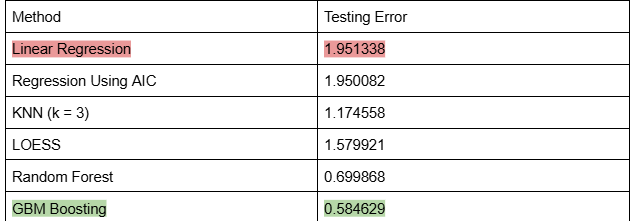 Method Testing Error
Linear Regression 1.951338
Regression Using AIC 1.950082
KNN (k = 3) 1.174558
LOESS 1.579921
Random Forest 0.699868
GBM Boosting 0.584629